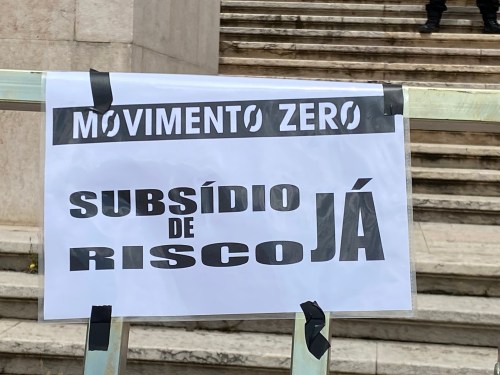 MOVIMENTO ZERO
SUBSÍDIO
DE
RISCO JÁ